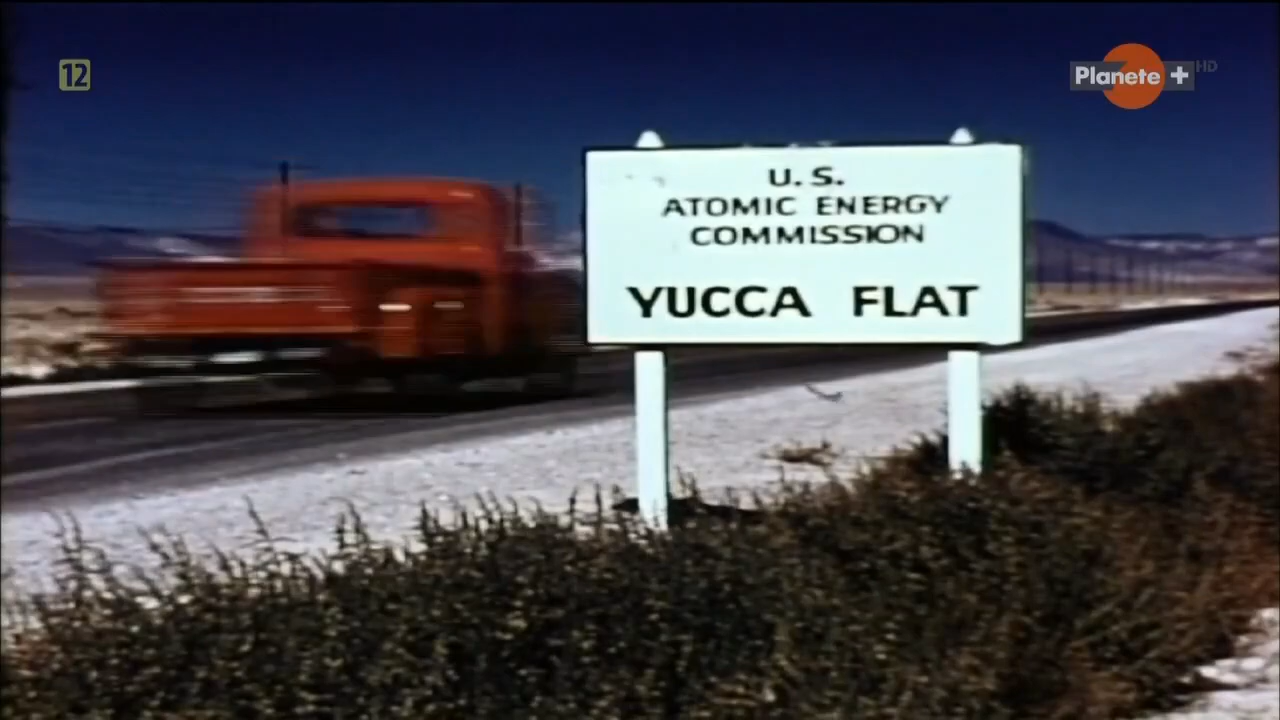 12
Planete +
HD
U. S.
ATOMIC ENERGY
COMMISSION
YUCCA FLAT